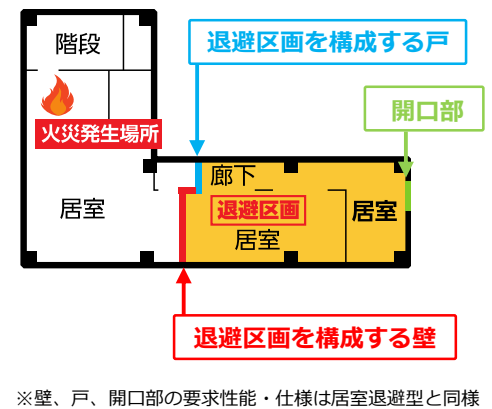 階段
退避区画を構成する戸
開口部
火災発生場所
廊下
居室
退避区画
居室
居室
退避区画を構成する壁
※壁、戸、開口部の要求性能・仕様は居室退避型と同様